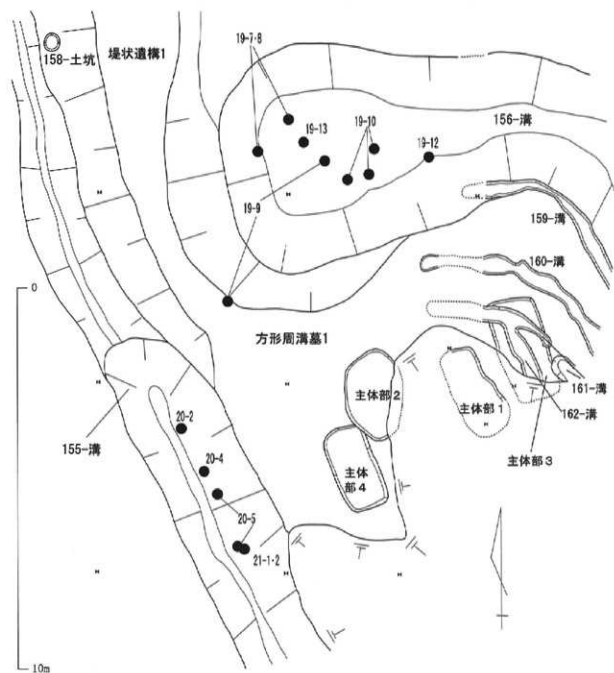 158-土坑
堤状遺構1
19-7・8
19-13
19-10
156-溝
19-12
19-9
159-溝
160-溝
0
方形周溝墓1
155-溝
20-2
20-4
20-5
21-1・2
主体部2
主体部1
161-溝
162-溝
主体部3
主体
部4
10m